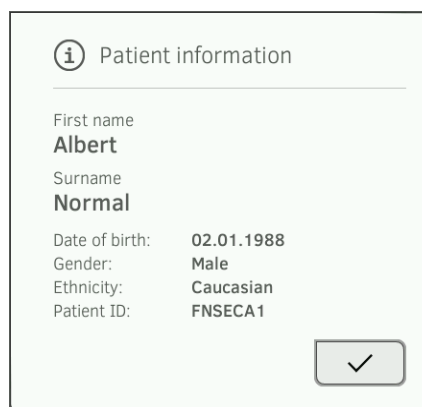 Patient information
First name
Albert
Surname
Normal
Date of birth: 02.01.1988
Gender: Male
Ethnicity: Caucasian
Patient ID: FNSECA1